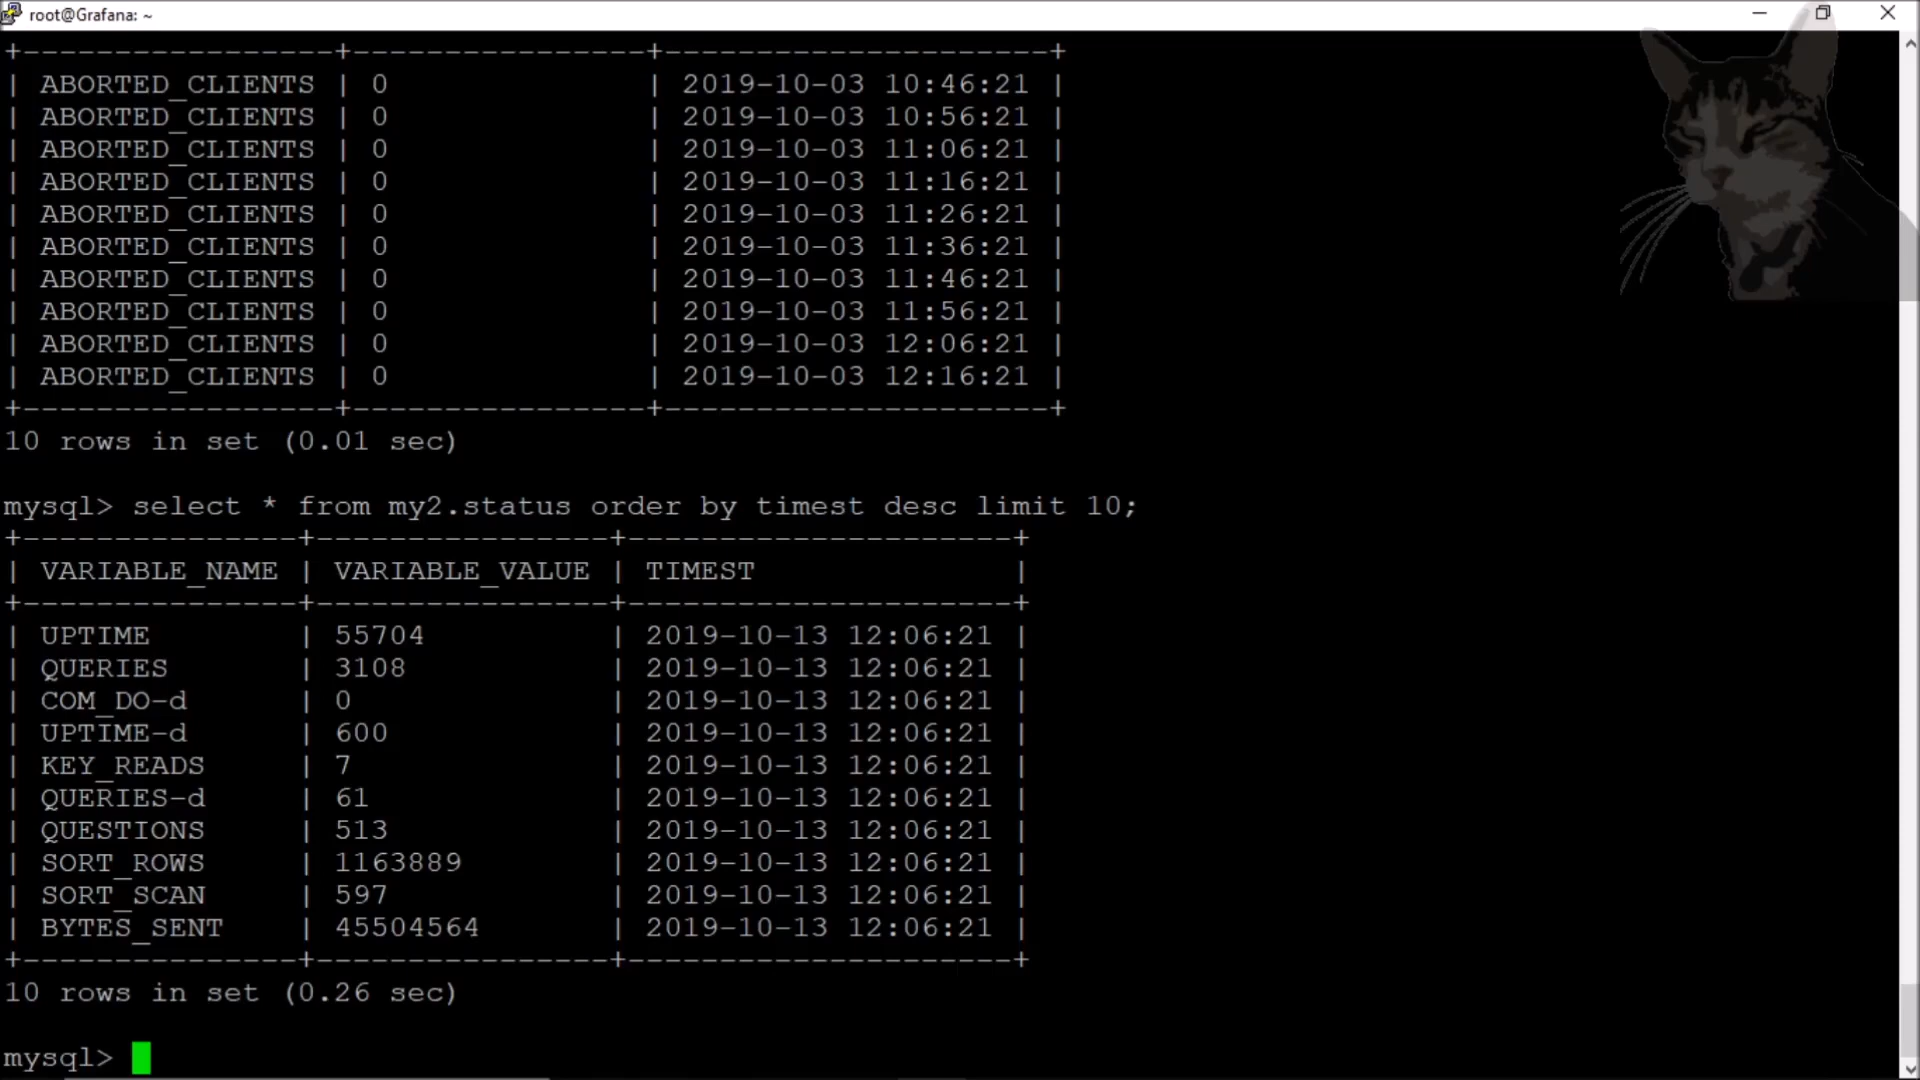 root@Grafana: ~
+-----------------+----------------+---------------------+
| ABORTED_CLIENTS | 0 | 2019-10-03 10:46:21 |
| ABORTED_CLIENTS | 0 | 2019-10-03 10:56:21 |
| ABORTED_CLIENTS | 0 | 2019-10-03 11:06:21 |
| ABORTED_CLIENTS | 0 | 2019-10-03 11:16:21 |
| ABORTED_CLIENTS | 0 | 2019-10-03 11:26:21 |
| ABORTED_CLIENTS | 0 | 2019-10-03 11:36:21 |
| ABORTED_CLIENTS | 0 | 2019-10-03 11:46:21 |
| ABORTED_CLIENTS | 0 | 2019-10-03 11:56:21 |
| ABORTED_CLIENTS | 0 | 2019-10-03 12:06:21 |
| ABORTED_CLIENTS | 0 | 2019-10-03 12:16:21 |
+-----------------+----------------+---------------------+
10 rows in set (0.01 sec)
mysql> select * from my2.status order by timest desc limit 10;
+---------------+----------------+---------------------+
| VARIABLE_NAME | VARIABLE_VALUE | TIMEST |
+---------------+----------------+---------------------+
| UPTIME | 55704 | 2019-10-13 12:06:21 |
| QUERIES | 3108 | 2019-10-13 12:06:21 |
| COM_DO-d | 0 | 2019-10-13 12:06:21 |
| UPTIME-d | 600 | 2019-10-13 12:06:21 |
| KEY_READS | 7 | 2019-10-13 12:06:21 |
| QUERIES-d | 61 | 2019-10-13 12:06:21 |
| QUESTIONS | 513 | 2019-10-13 12:06:21 |
| SORT_ROWS | 1163889 | 2019-10-13 12:06:21 |
| SORT_SCAN | 597 | 2019-10-13 12:06:21 |
| BYTES_SENT | 45504564 | 2019-10-13 12:06:21 |
+---------------+----------------+---------------------+
10 rows in set (0.26 sec)
mysql>